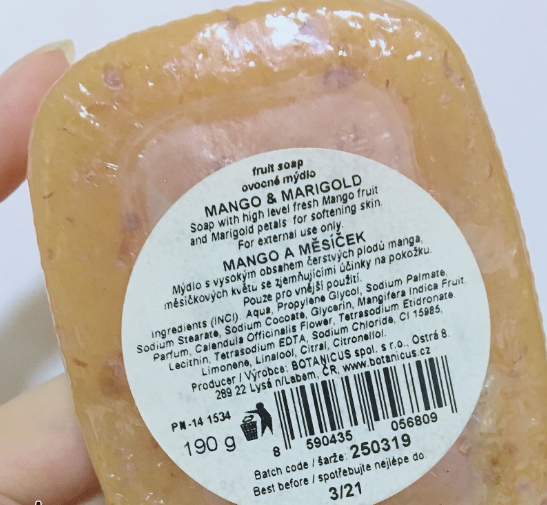 fruit soap
ovocné mýdlo
MANGO & MARIGOLD
Soap with high level fresh Mango fruit
and Marigold petals for softening skin.
For external use only.
MANGO A MĚSÍČEK
Mýdlo s vysokým obsahem čerstvých plodů manga,
měsíčkových květu se zjemňujícími účinky na pokožku.
Pouze pro vnější použití.
Ingredients (INCI): Aqua, Propylene Glycol, Sodium Palmate,
Sodium Stearate, Sodium Cocoate, Glycerin, Mangifera Indica Fruit,
Parfum, Calendula Officinalis Flower, Tetrasodium Etidronate,
Lecithin, Tetrasodium EDTA, Sodium Chloride, CI 15985,
Limonene, Linalool, Citral, Citronellol.
Producer / Výrobce: BOTANICUS spol. s r.o., Ostrá 8,
289 22 Lysá n/Labem, ČR, www.botanicus.cz
PN-14 1534
190 g
8 590435 056809
Batch code / šarže: 250319
Best before / spotřebujte nejlépe do:
3/21